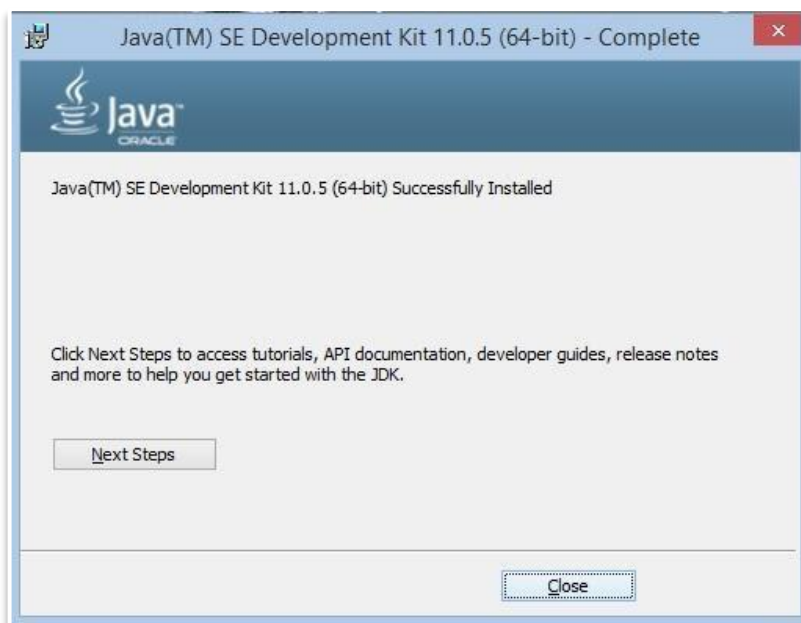 Java(TM) SE Development Kit 11.0.5 (64-bit) - Complete
Java™
ORACLE
Java(TM) SE Development Kit 11.0.5 (64-bit) Successfully Installed
Click Next Steps to access tutorials, API documentation, developer guides, release notes
and more to help you get started with the JDK.
Next Steps
Close